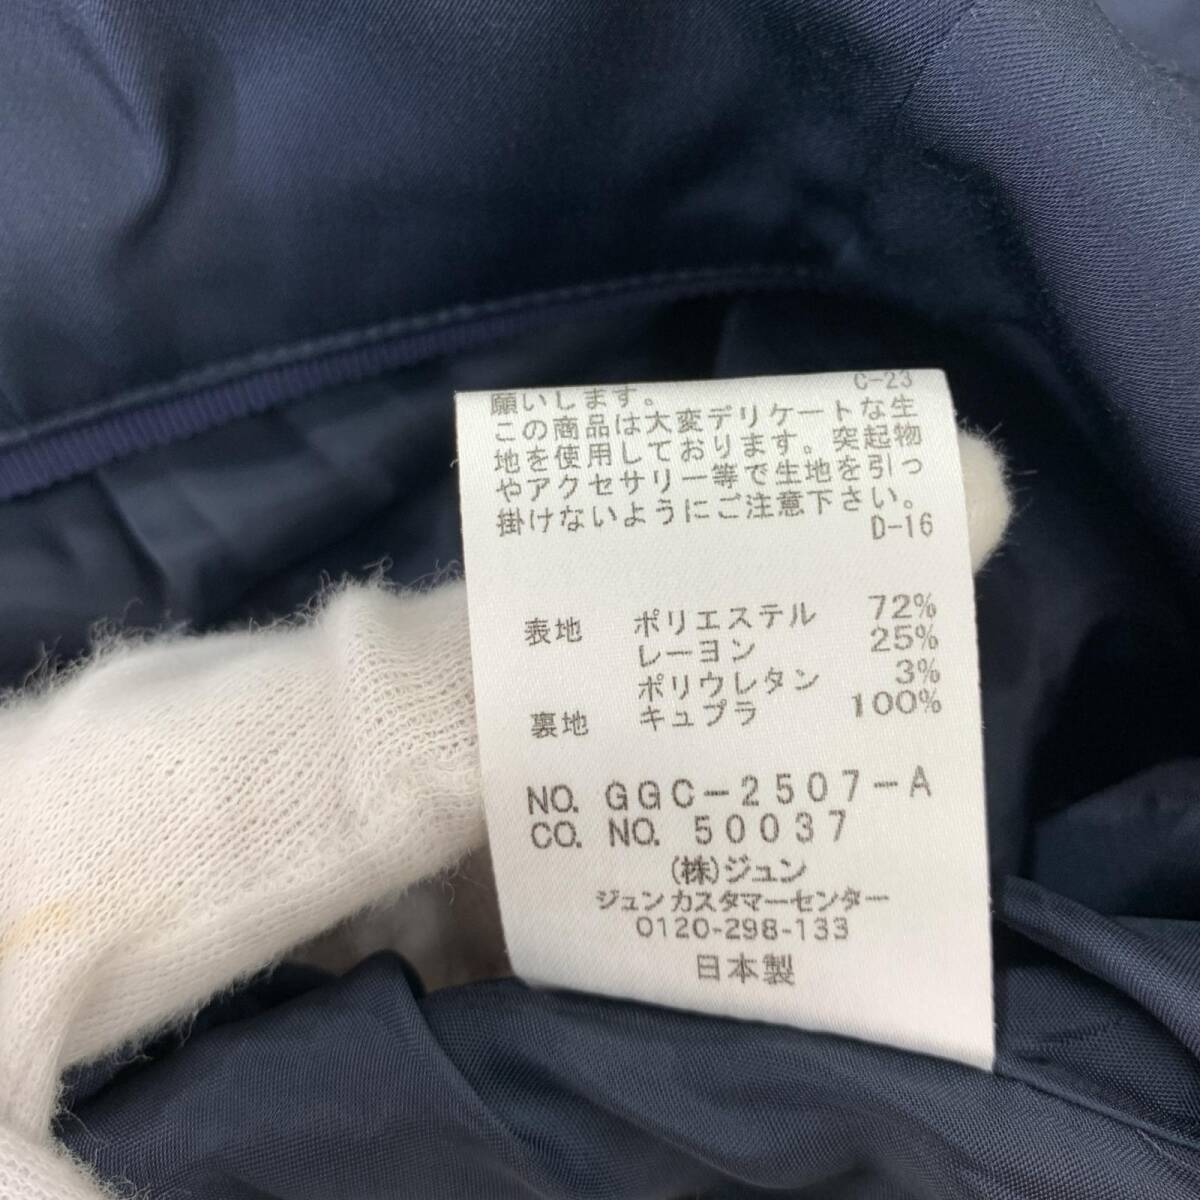 C-23
願いします。
この商品は大変デリケートな生
地を使用しております。突起物
やアクセサリー等で生地を引っ
掛けないようにご注意下さい。
D-16
表地 ポリエステル 72%
レーヨン 25%
ポリウレタン 3%
裏地 キュプラ 100%
NO. GGC-2507-A
CO. NO. 50037
(株)ジュン
ジュンカスタマーセンター
0120-298-133
日本製